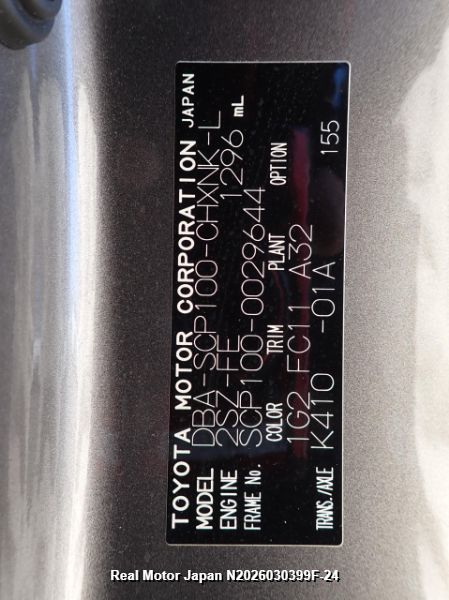 TOYOTA MOTOR CORPORATION JAPAN
MODEL DBA-SCP100-CHXNK-L
ENGINE 2SZ-FE 1296 mL
FRAME No. SCP100-0029644
COLOR TRIM PLANT OPTION
1G2 FC11 A32
TRANS./AXLE K410 -01A 155
Real Motor Japan N2026030399F-24